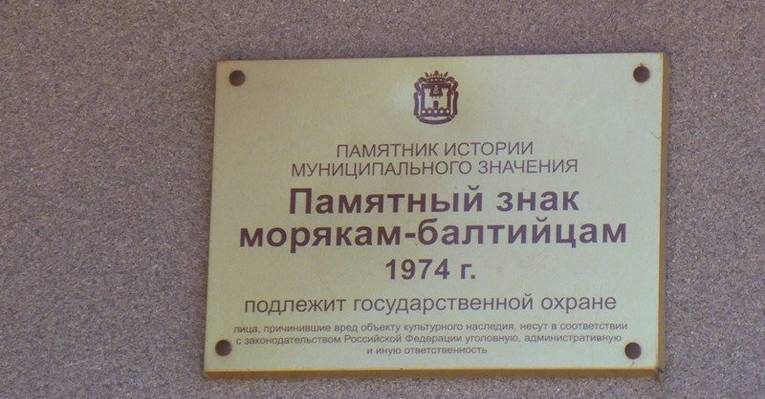 ПАМЯТНИК ИСТОРИИ
МУНИЦИПАЛЬНОГО ЗНАЧЕНИЯ
Памятный знак
морякам-балтийцам
1974 г.
подлежит государственной охране
лица, причинившие вред объекту культурного наследия, несут в соответствии
с законодательством Российской Федерации уголовную, административную
и иную ответственность